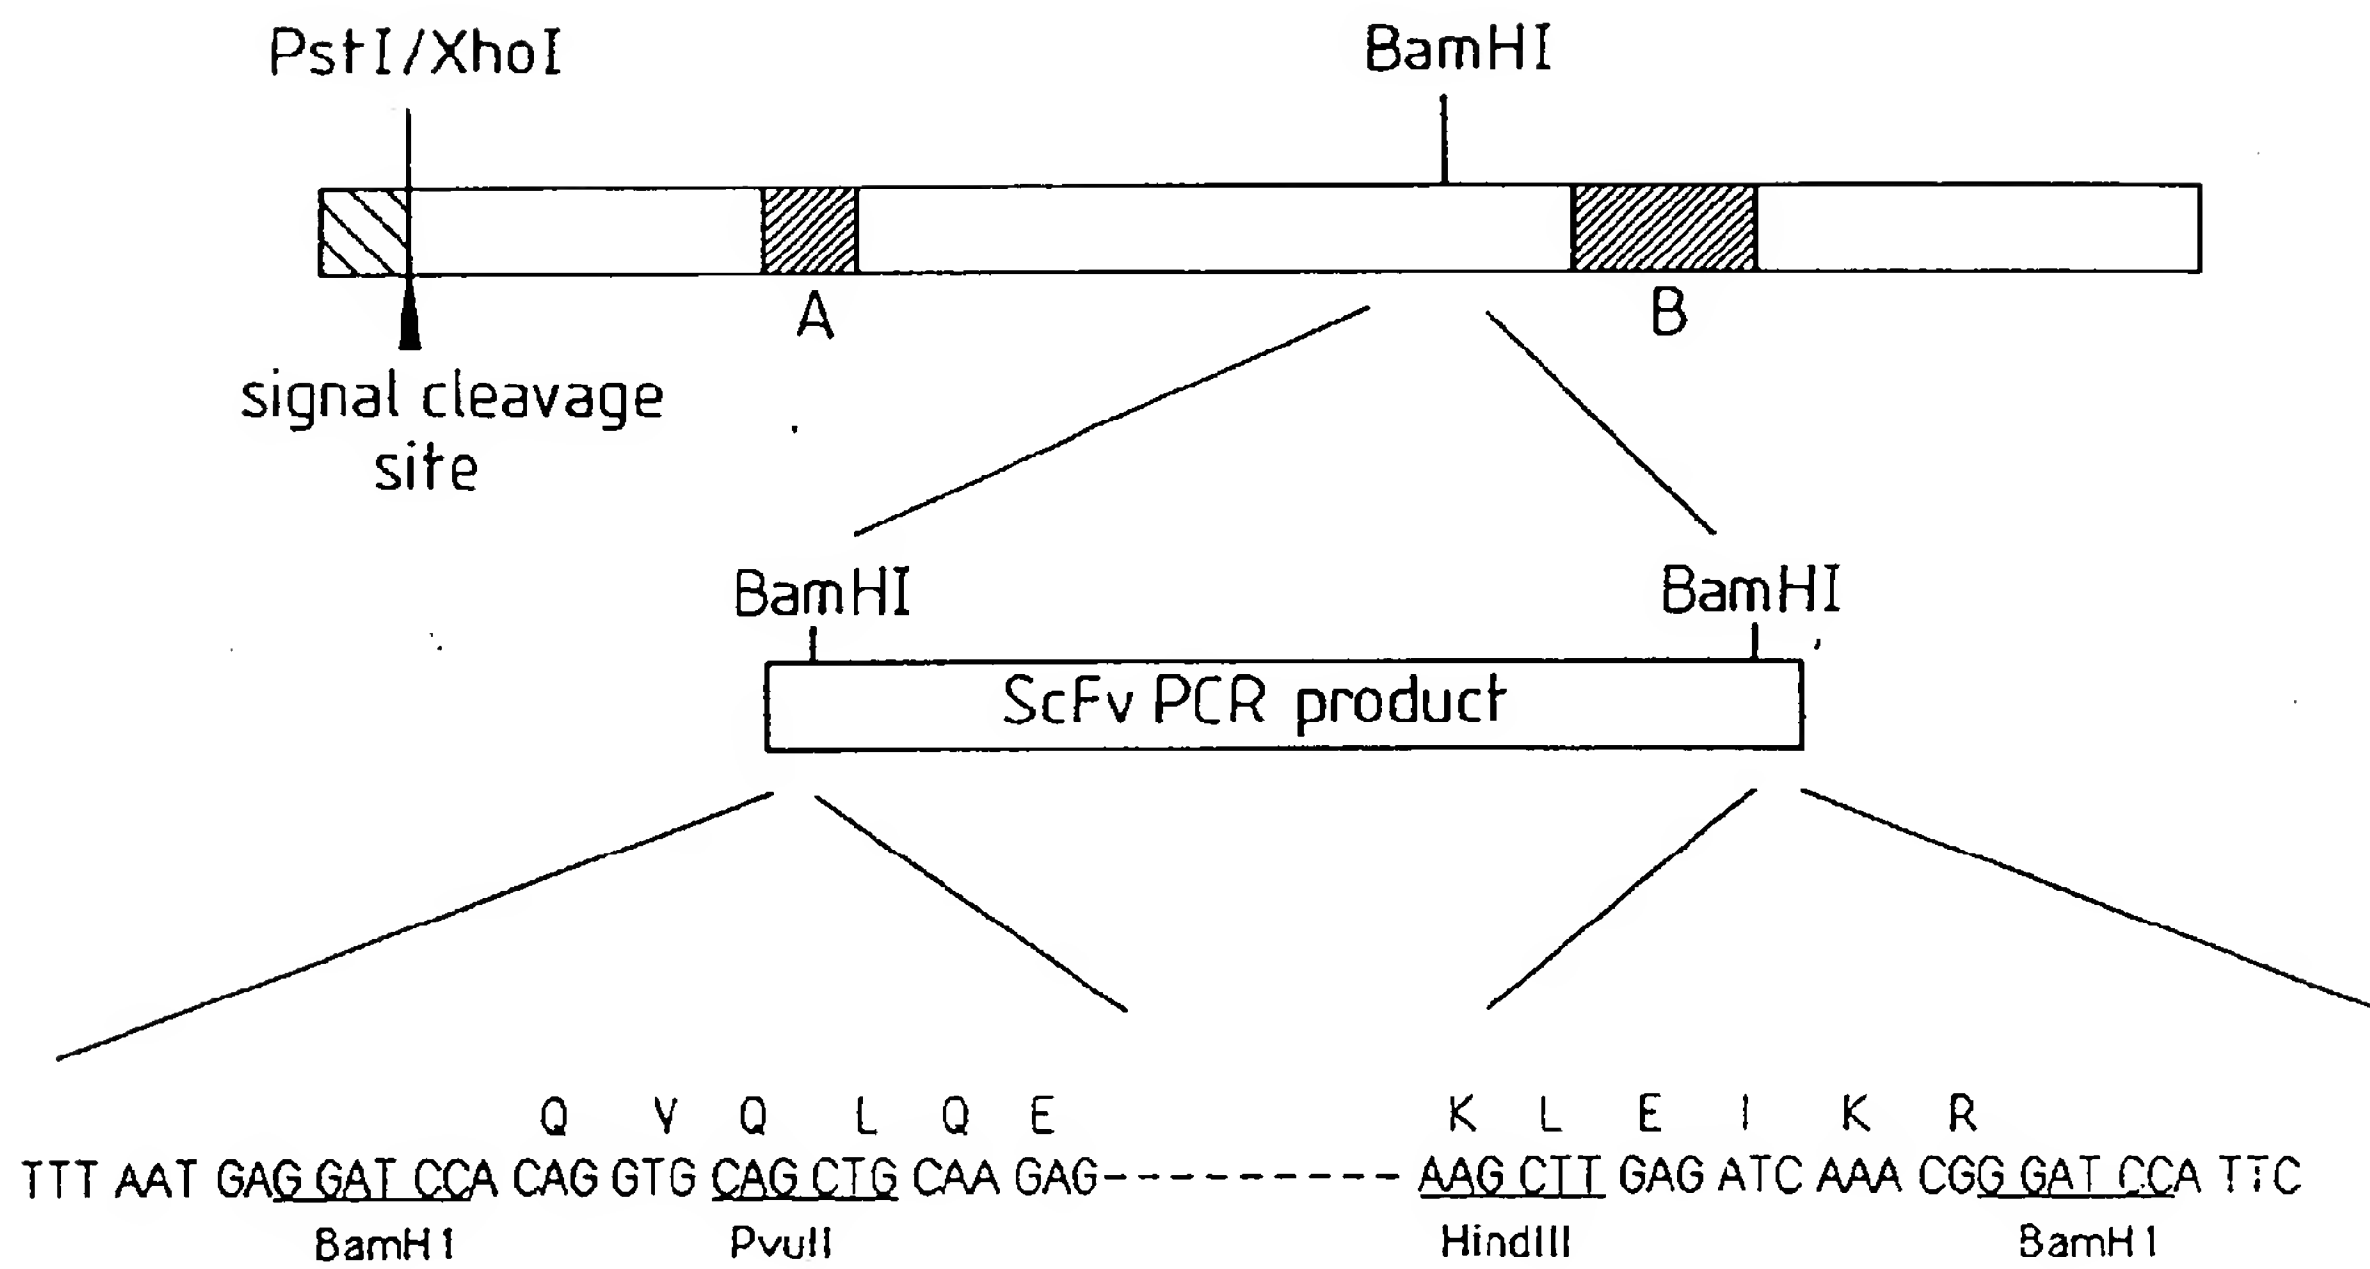 PstI/XhoI BamHI
A B
signal cleavage
site
BamHI BamHI
ScFv PCR product
Q V Q L Q E K L E I K R
TTT AAT GAG GAT CCA CAG GTG CAG CTG CAA GAG---------- AAG CTT GAG ATC AAA CGG GAT CCA TTC
BamH1 PvuII HindIII BamH1